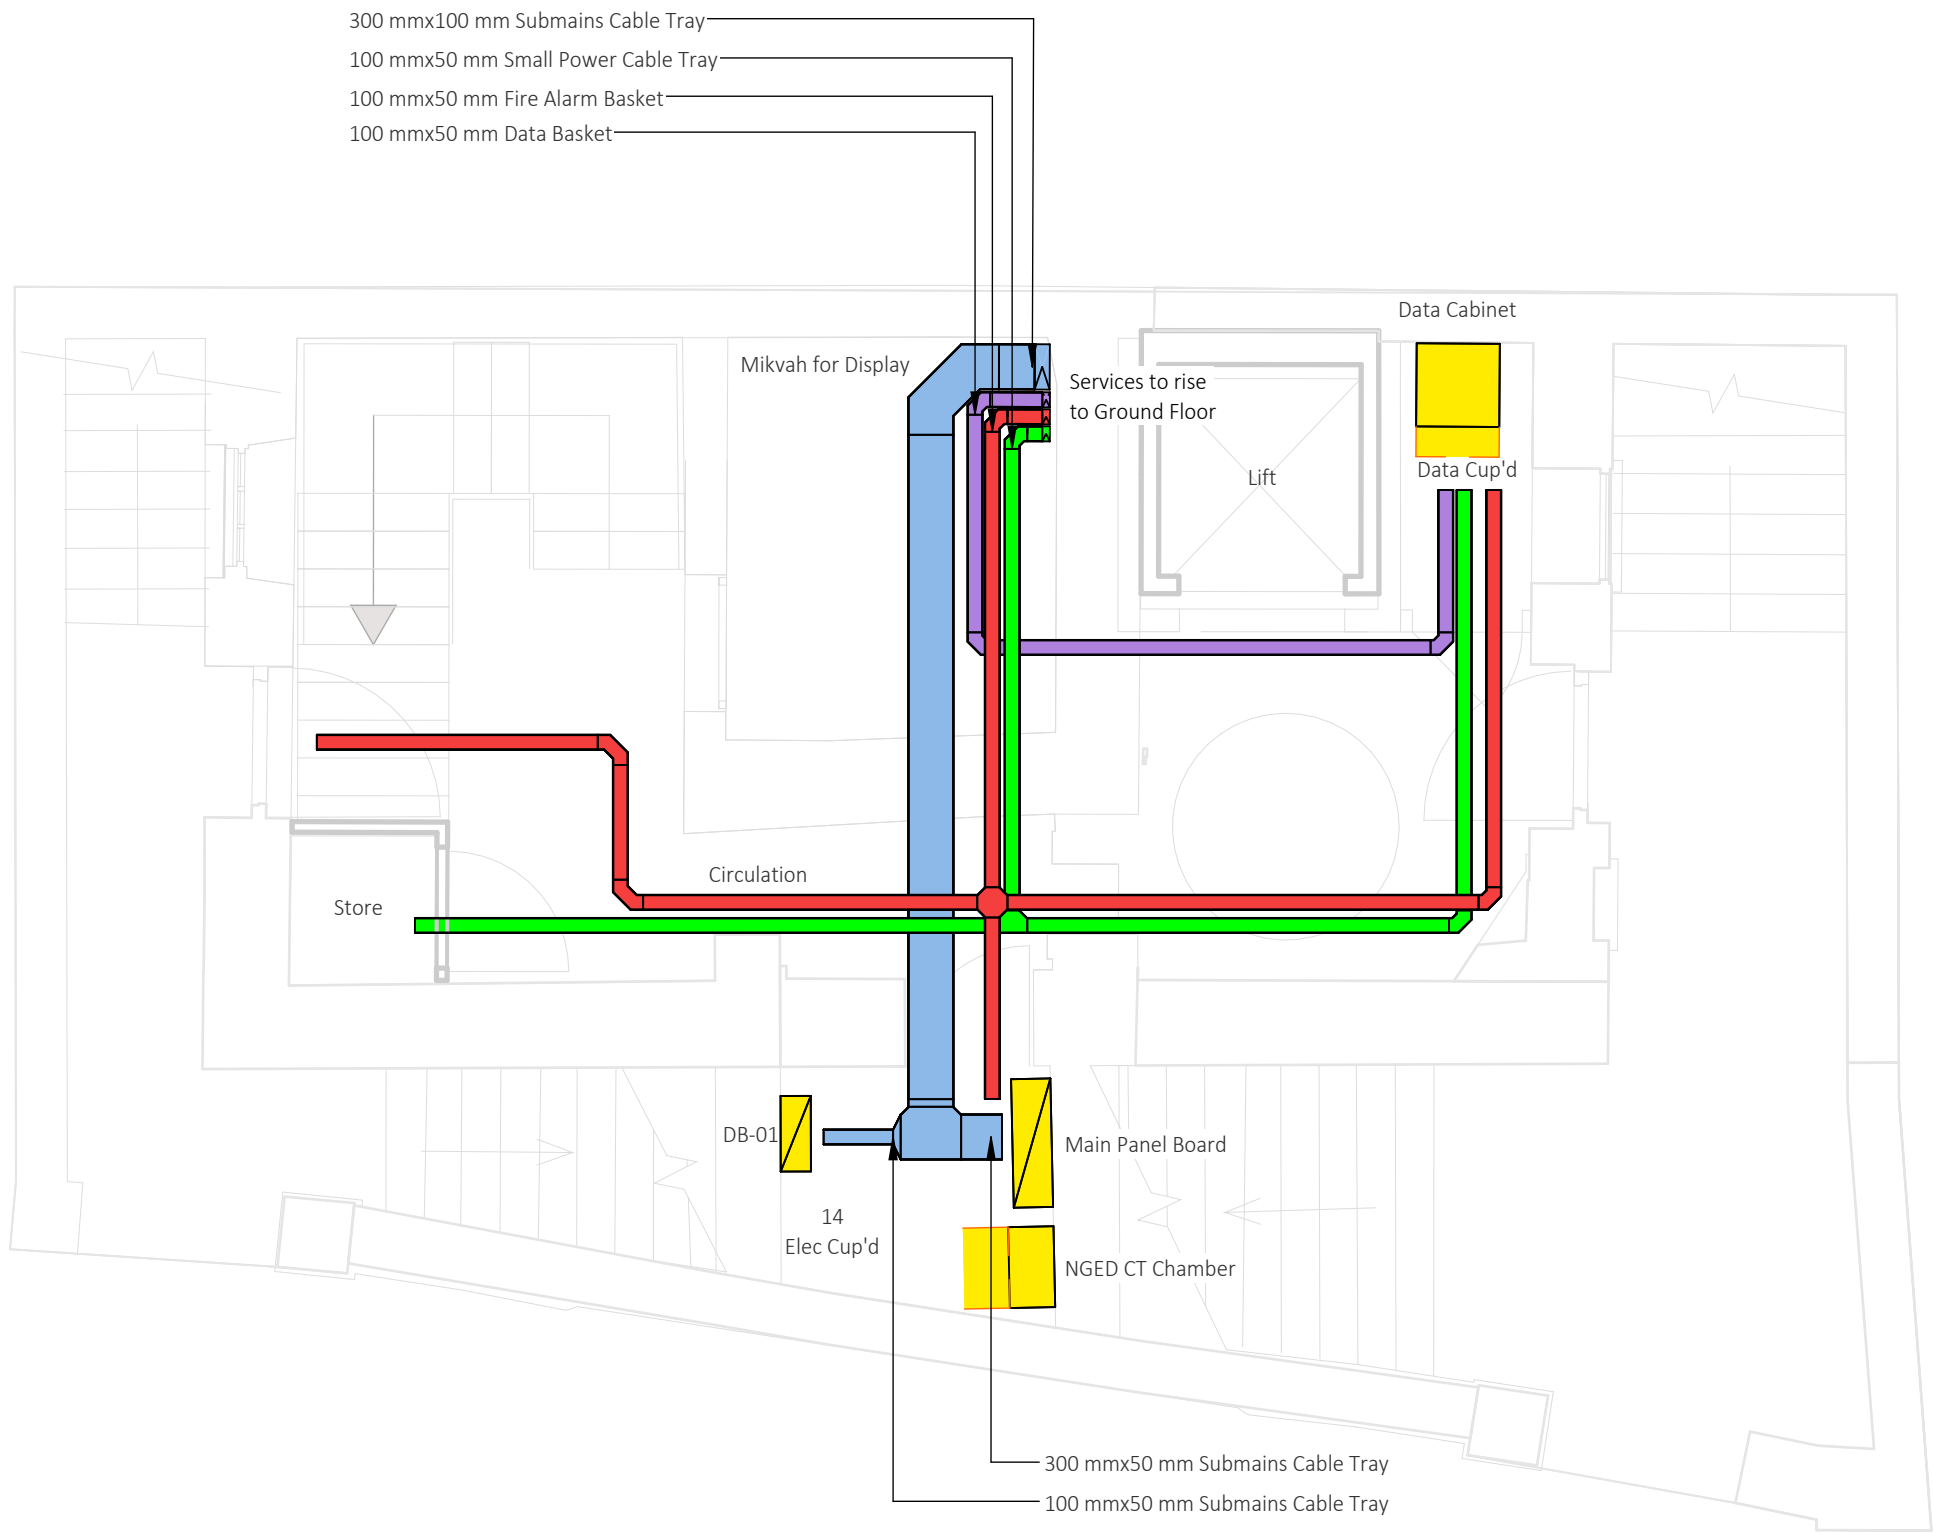 300 mmx100 mm Submains Cable Tray
100 mmx50 mm Small Power Cable Tray
100 mmx50 mm Fire Alarm Basket
100 mmx50 mm Data Basket
Data Cabinet
Mikvah for Display
Services to rise
to Ground Floor
Data Cup'd
Lift
Circulation
Store
DB-01
Main Panel Board
14
Elec Cup'd
NGED CT Chamber
300 mmx50 mm Submains Cable Tray
100 mmx50 mm Submains Cable Tray